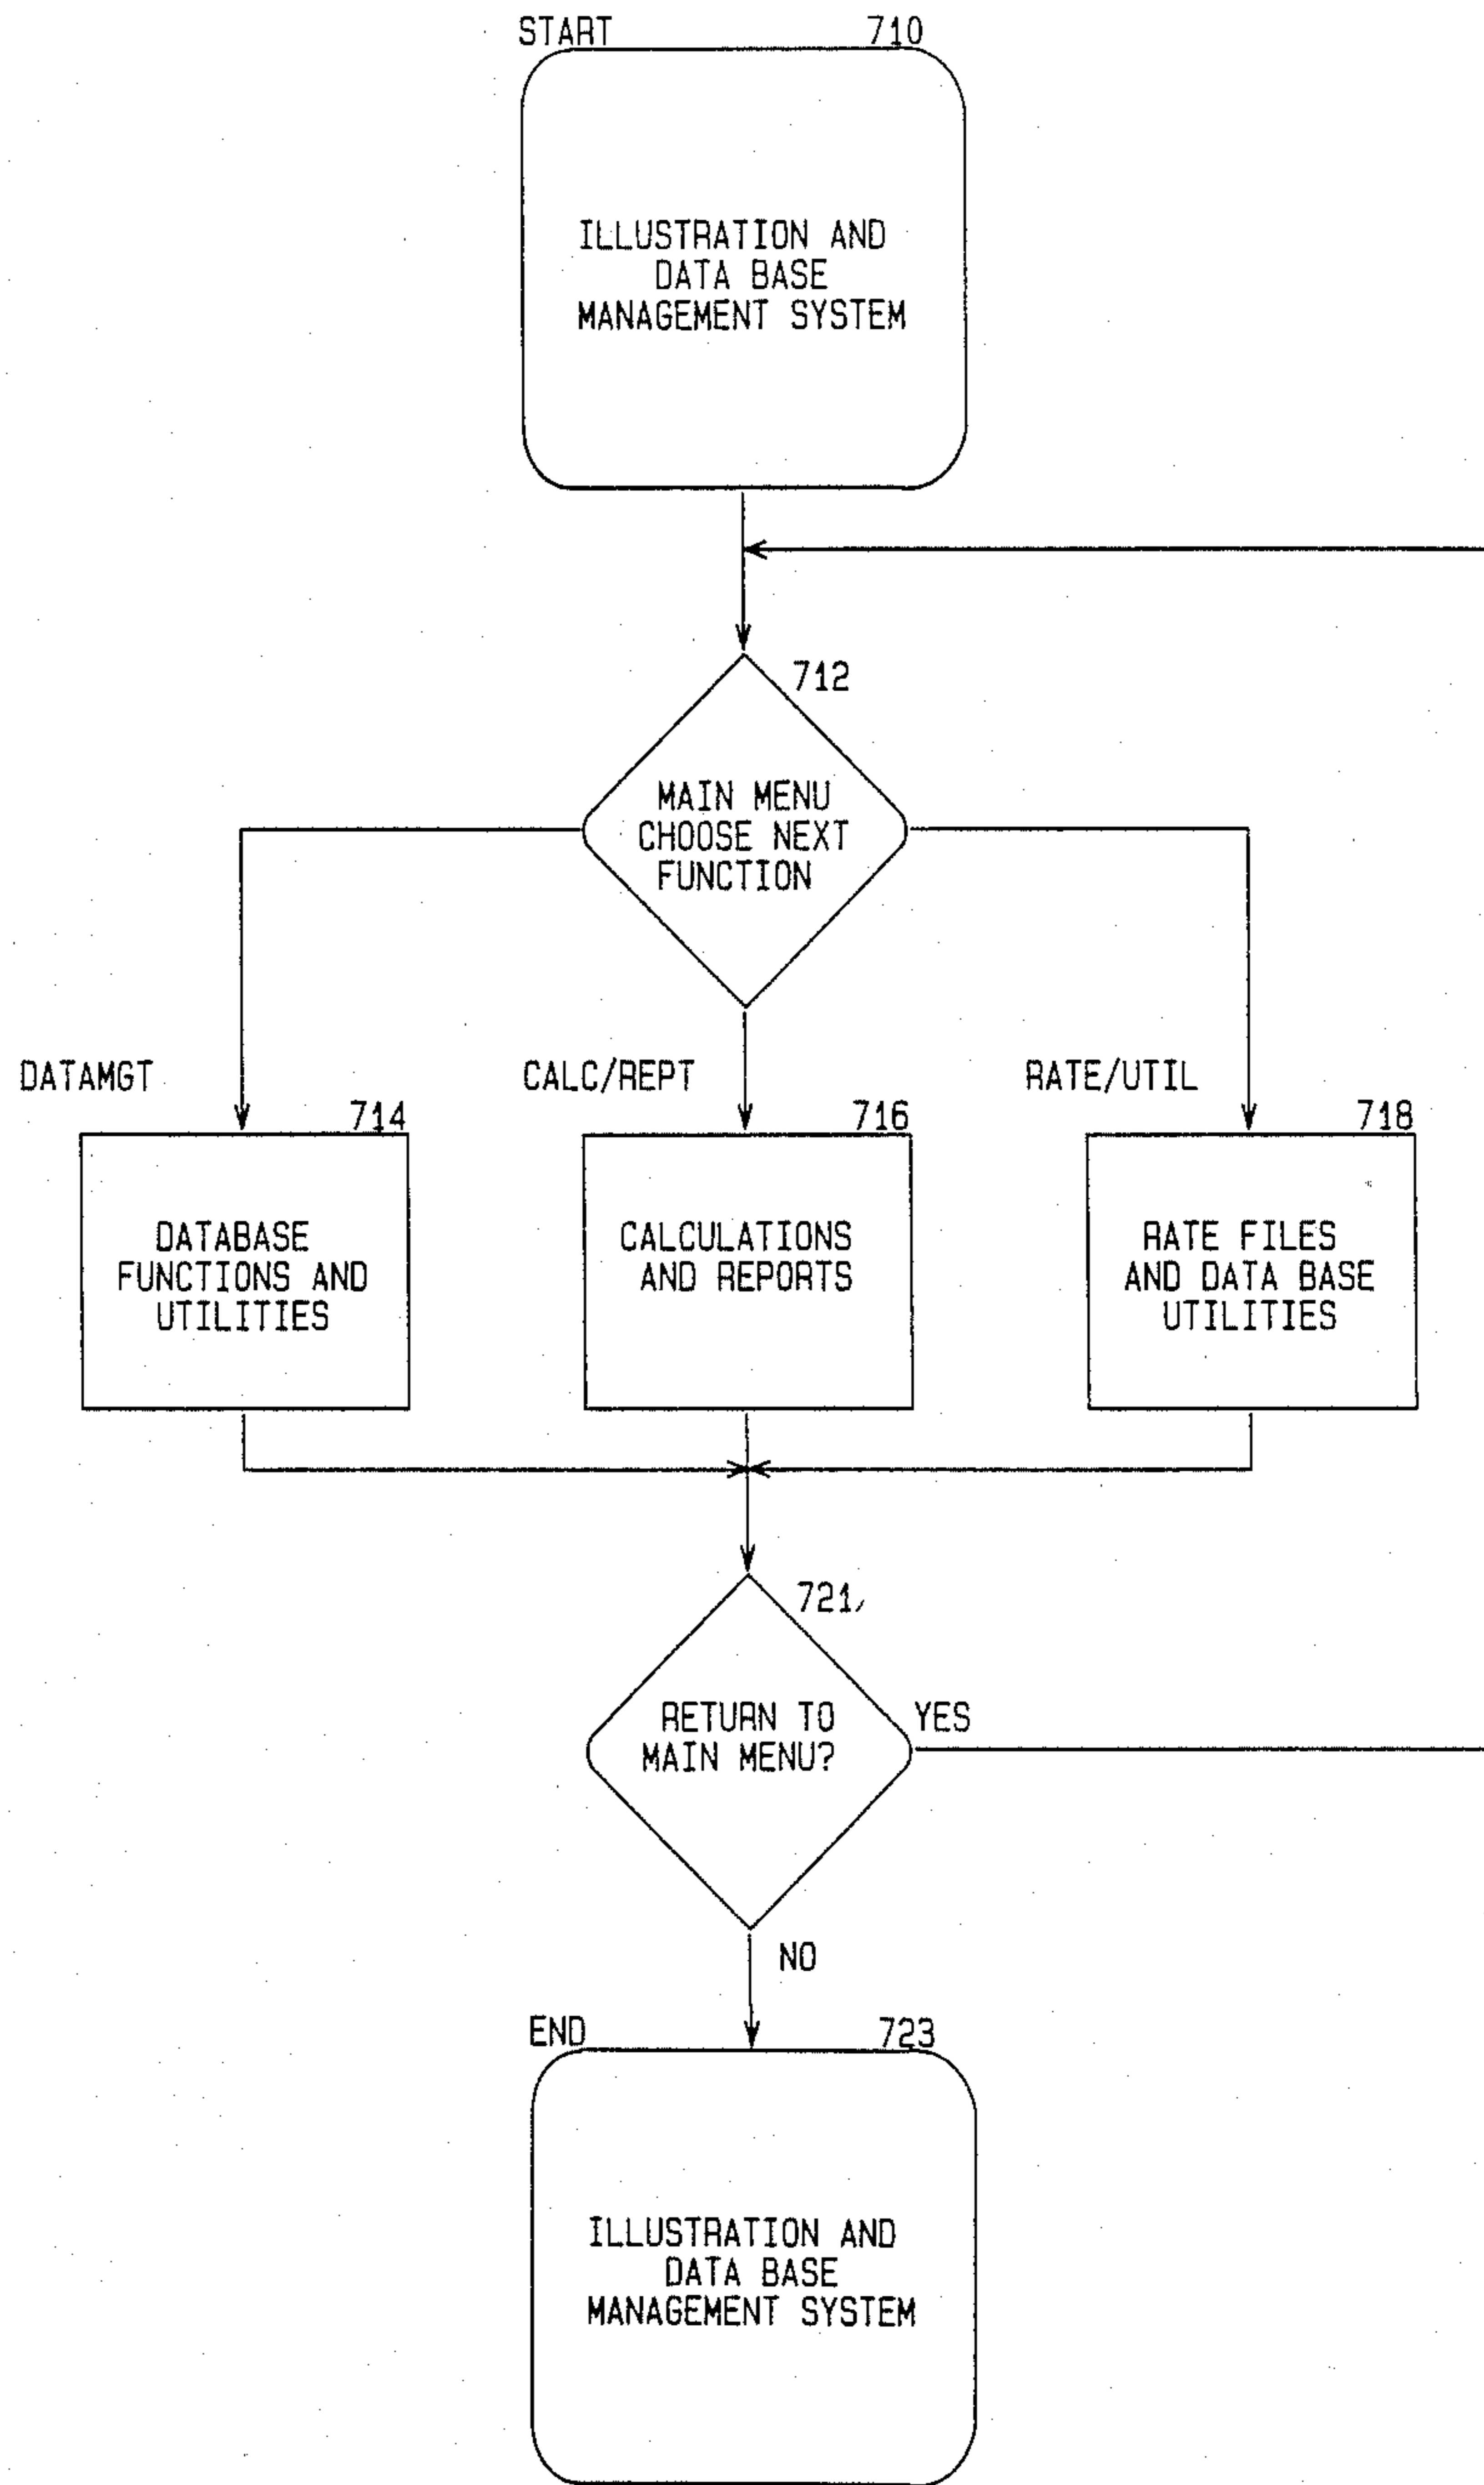 START
710
ILLUSTRATION AND
DATA BASE
MANAGEMENT SYSTEM
712
MAIN MENU
CHOOSE NEXT
FUNCTION
DATAMGT
714
DATABASE
FUNCTIONS AND
UTILITIES
CALC/REPT
716
CALCULATIONS
AND REPORTS
RATE/UTIL
718
RATE FILES
AND DATA BASE
UTILITIES
721
RETURN TO
MAIN MENU?
YES
NO
END
723
ILLUSTRATION AND
DATA BASE
MANAGEMENT SYSTEM